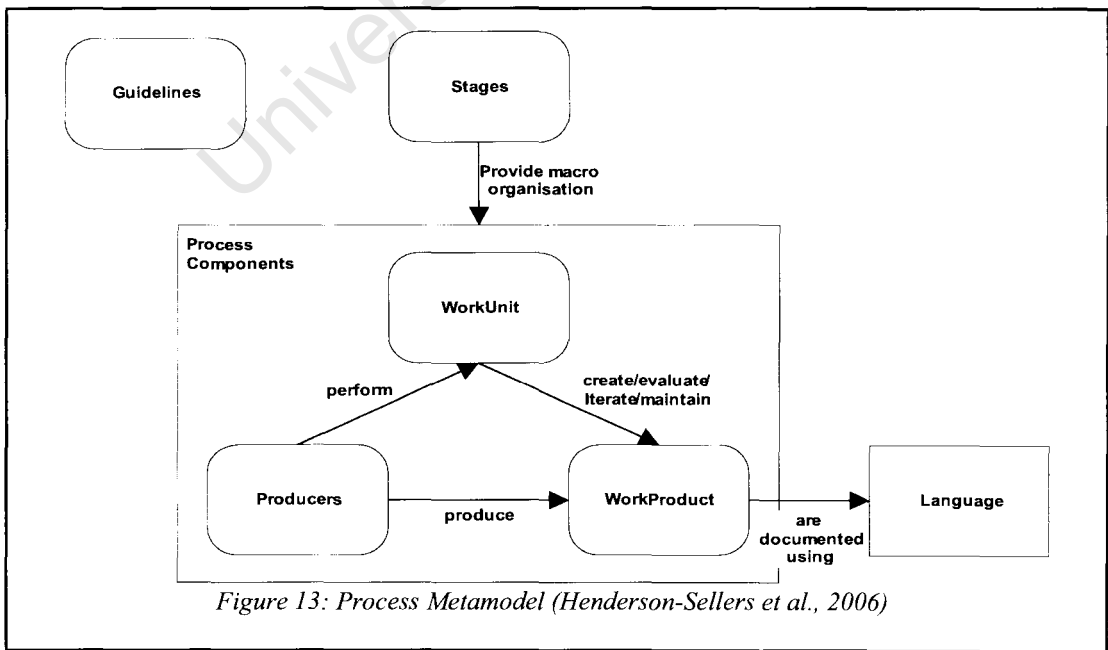 Univers
Guidelines
Stages
Provide macro
organisation
Process
Components
WorkUnit
perform
create/evaluate/
Iterate/maintain
Producers
produce
WorkProduct
are
documented
using
Language
Figure 13: Process Metamodel (Henderson-Sellers et al., 2006)